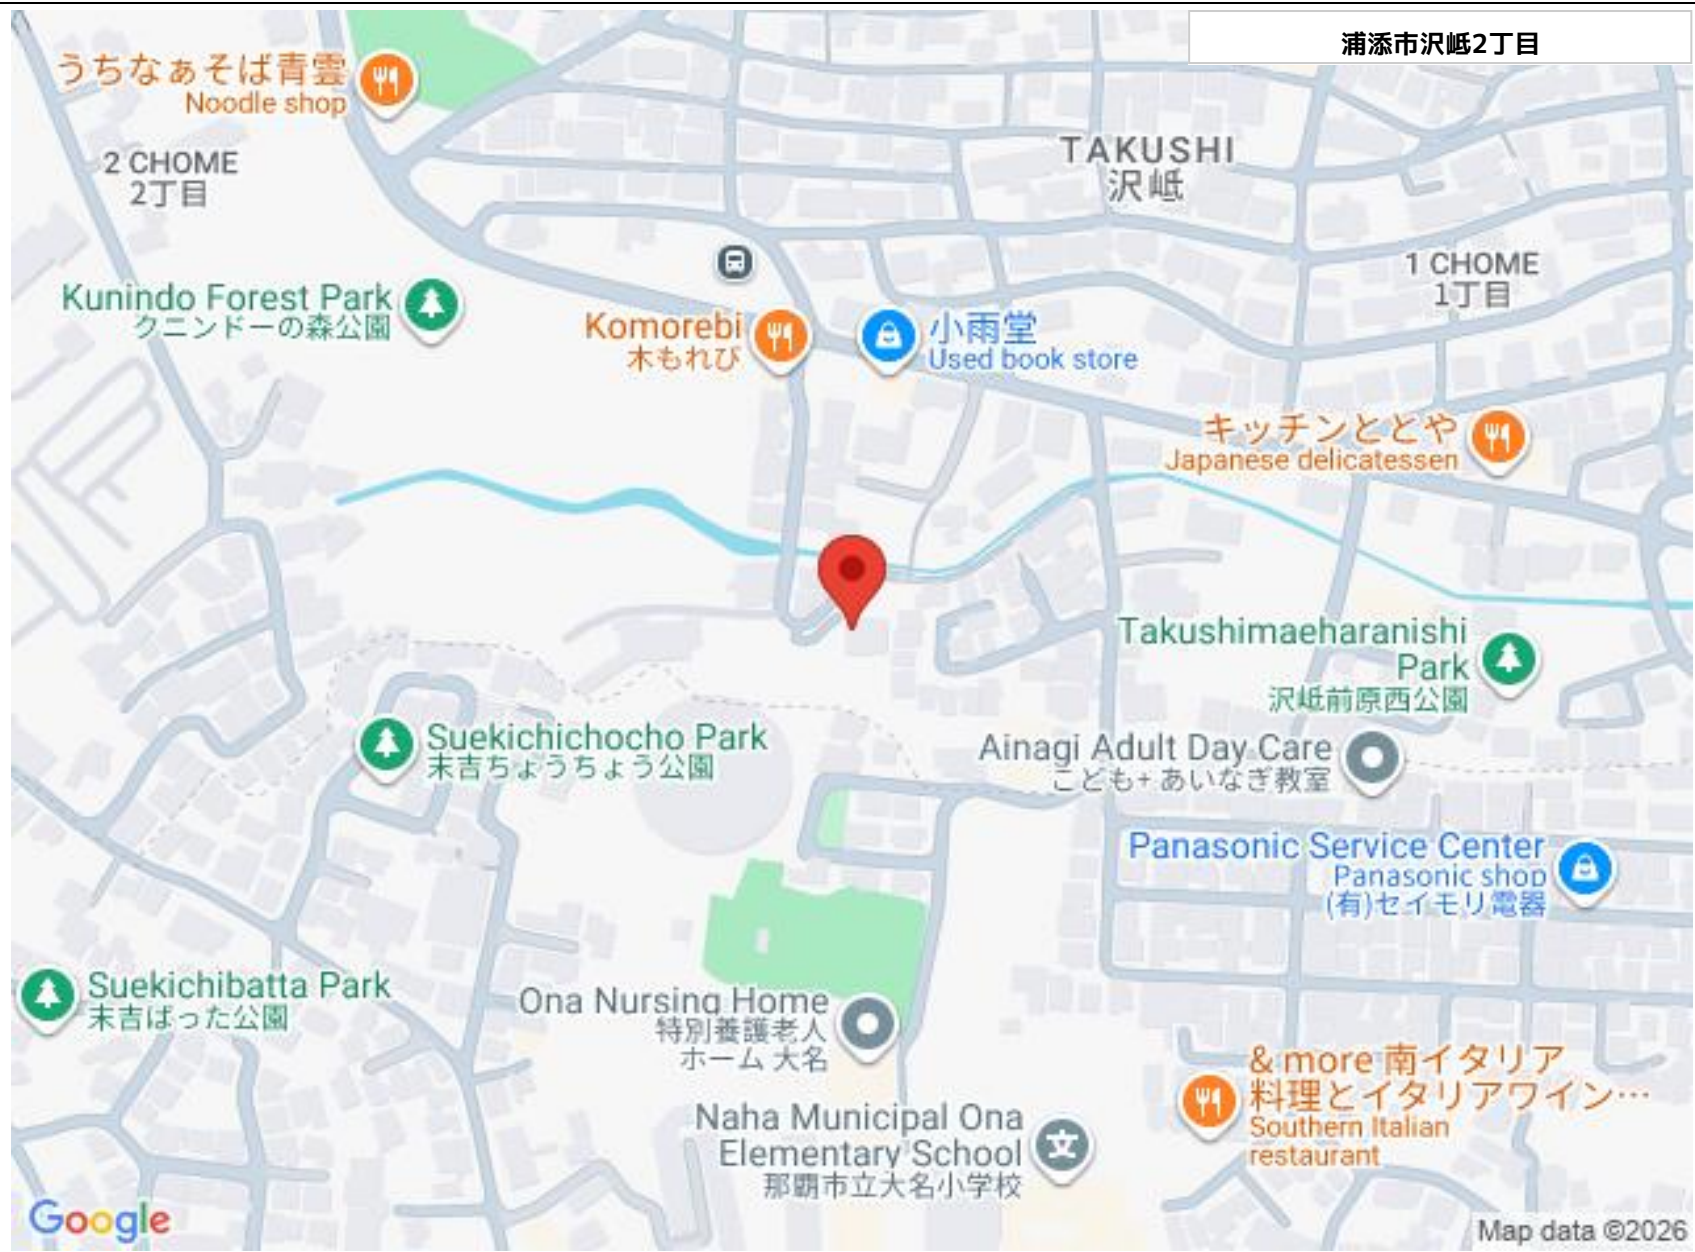 浦添市沢岻2丁目
うちなぁそば青雲
Noodle shop
2 CHOME
2丁目
TAKUSHI
沢岻
1 CHOME
1丁目
Kunindo Forest Park
クニンドーの森公園
Komorebi
木もれび
小雨堂
Used book store
キッチンととや
Japanese delicatessen
Takushimaeharanishi
Park
沢岻前原西公園
Suekichichocho Park
末吉ちょうちょう公園
Ainagi Adult Day Care
こども+ あいなぎ教室
Panasonic Service Center
Panasonic shop
(有)セイモリ電器
Suekichibatta Park
末吉ばった公園
Ona Nursing Home
特別養護老人
ホーム 大名
& more 南イタリア
料理とイタリアワイン…
Southern Italian
restaurant
Naha Municipal Ona
Elementary School
那覇市立大名小学校
文
Google
Map data ©2026